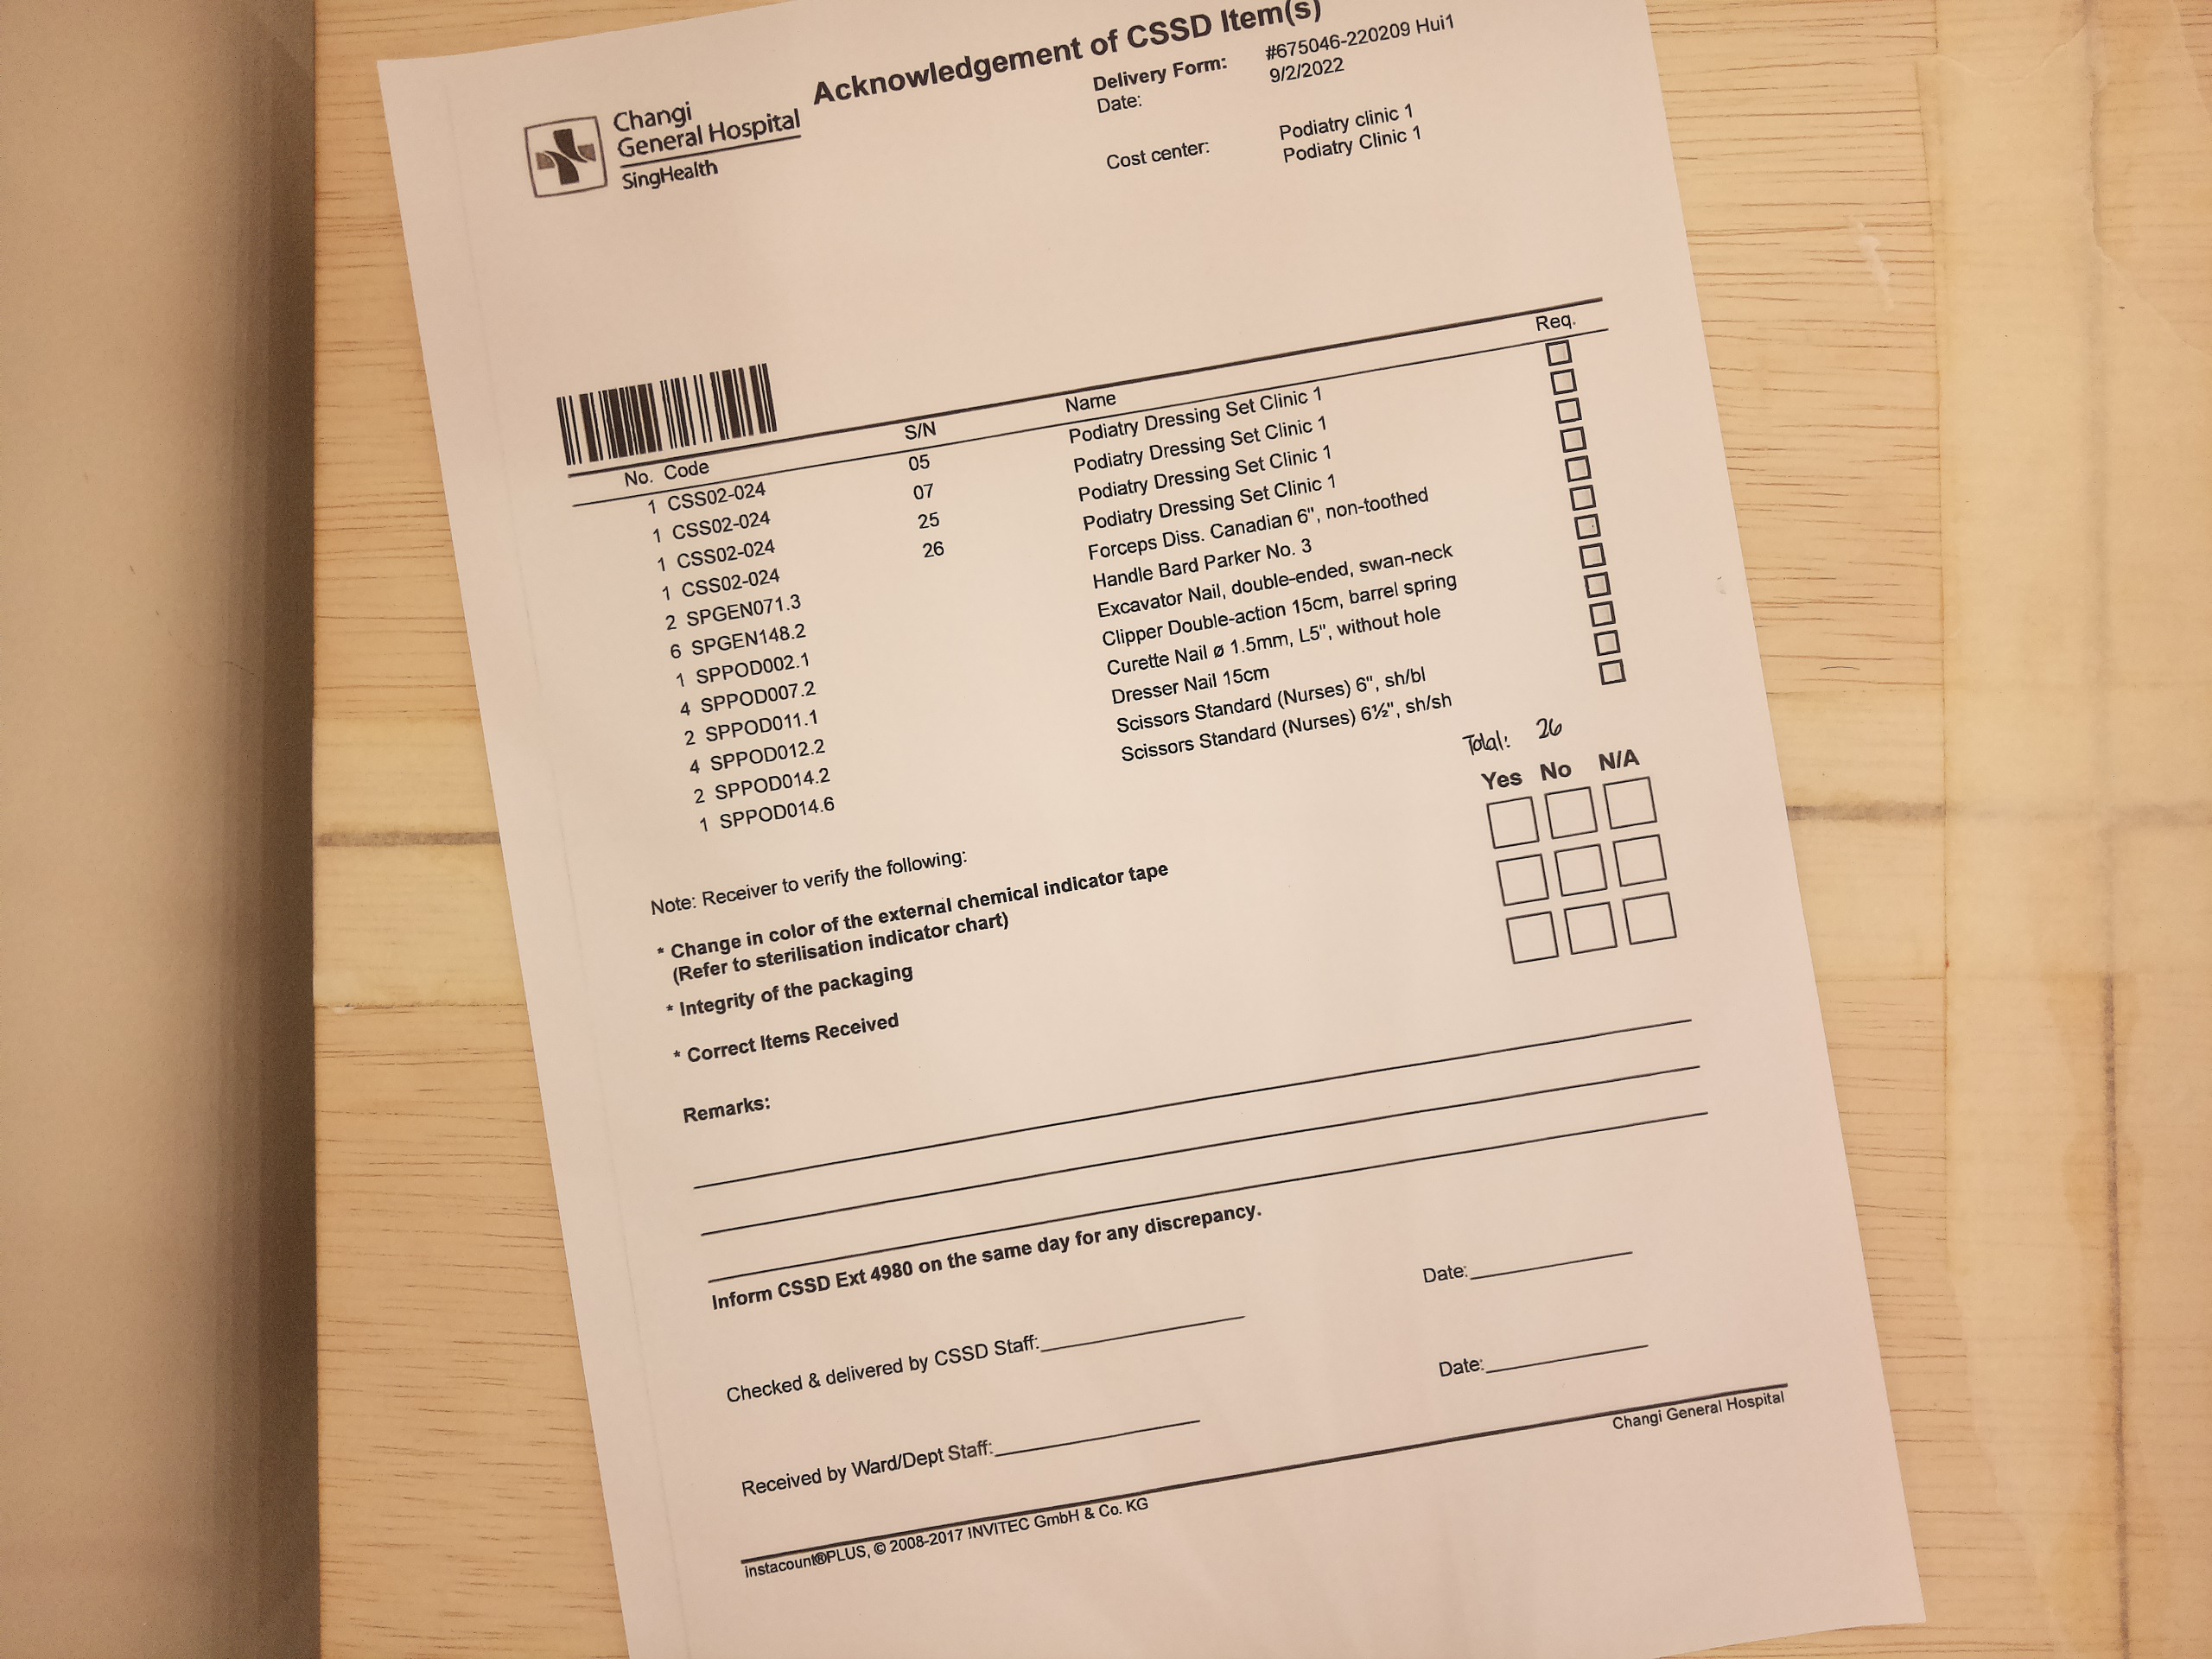 Acknowledgement of CSSD Item(s)
Changi
General Hospital
SingHealth
Delivery Form: #675046-220209 Hui1
Date: 9/2/2022
Podiatry clinic 1
Cost center: Podiatry Clinic 1
No. Code S/N Name Req.
1 CSS02-024 05 Podiatry Dressing Set Clinic 1
1 CSS02-024 07 Podiatry Dressing Set Clinic 1
1 CSS02-024 25 Podiatry Dressing Set Clinic 1
1 CSS02-024 26 Podiatry Dressing Set Clinic 1
2 SPGEN071.3 Forceps Diss. Canadian 6", non-toothed
6 SPGEN148.2 Handle Bard Parker No. 3
1 SPPOD002.1 Excavator Nail, double-ended, swan-neck
4 SPPOD007.2 Clipper Double-action 15cm, barrel spring
2 SPPOD011.1 Curette Nail ø 1.5mm, L5", without hole
4 SPPOD012.2 Dresser Nail 15cm
2 SPPOD014.2 Scissors Standard (Nurses) 6", sh/bl
1 SPPOD014.6 Scissors Standard (Nurses) 6½", sh/sh
Total: 26
Yes No N/A
Note: Receiver to verify the following:
* Change in color of the external chemical indicator tape
(Refer to sterilisation indicator chart)
* Integrity of the packaging
* Correct Items Received
Remarks:
Inform CSSD Ext 4980 on the same day for any discrepancy.
Checked & delivered by CSSD Staff: Date:
Received by Ward/Dept Staff: Date:
Changi General Hospital
instacount®PLUS, © 2008-2017 INVITEC GmbH & Co. KG